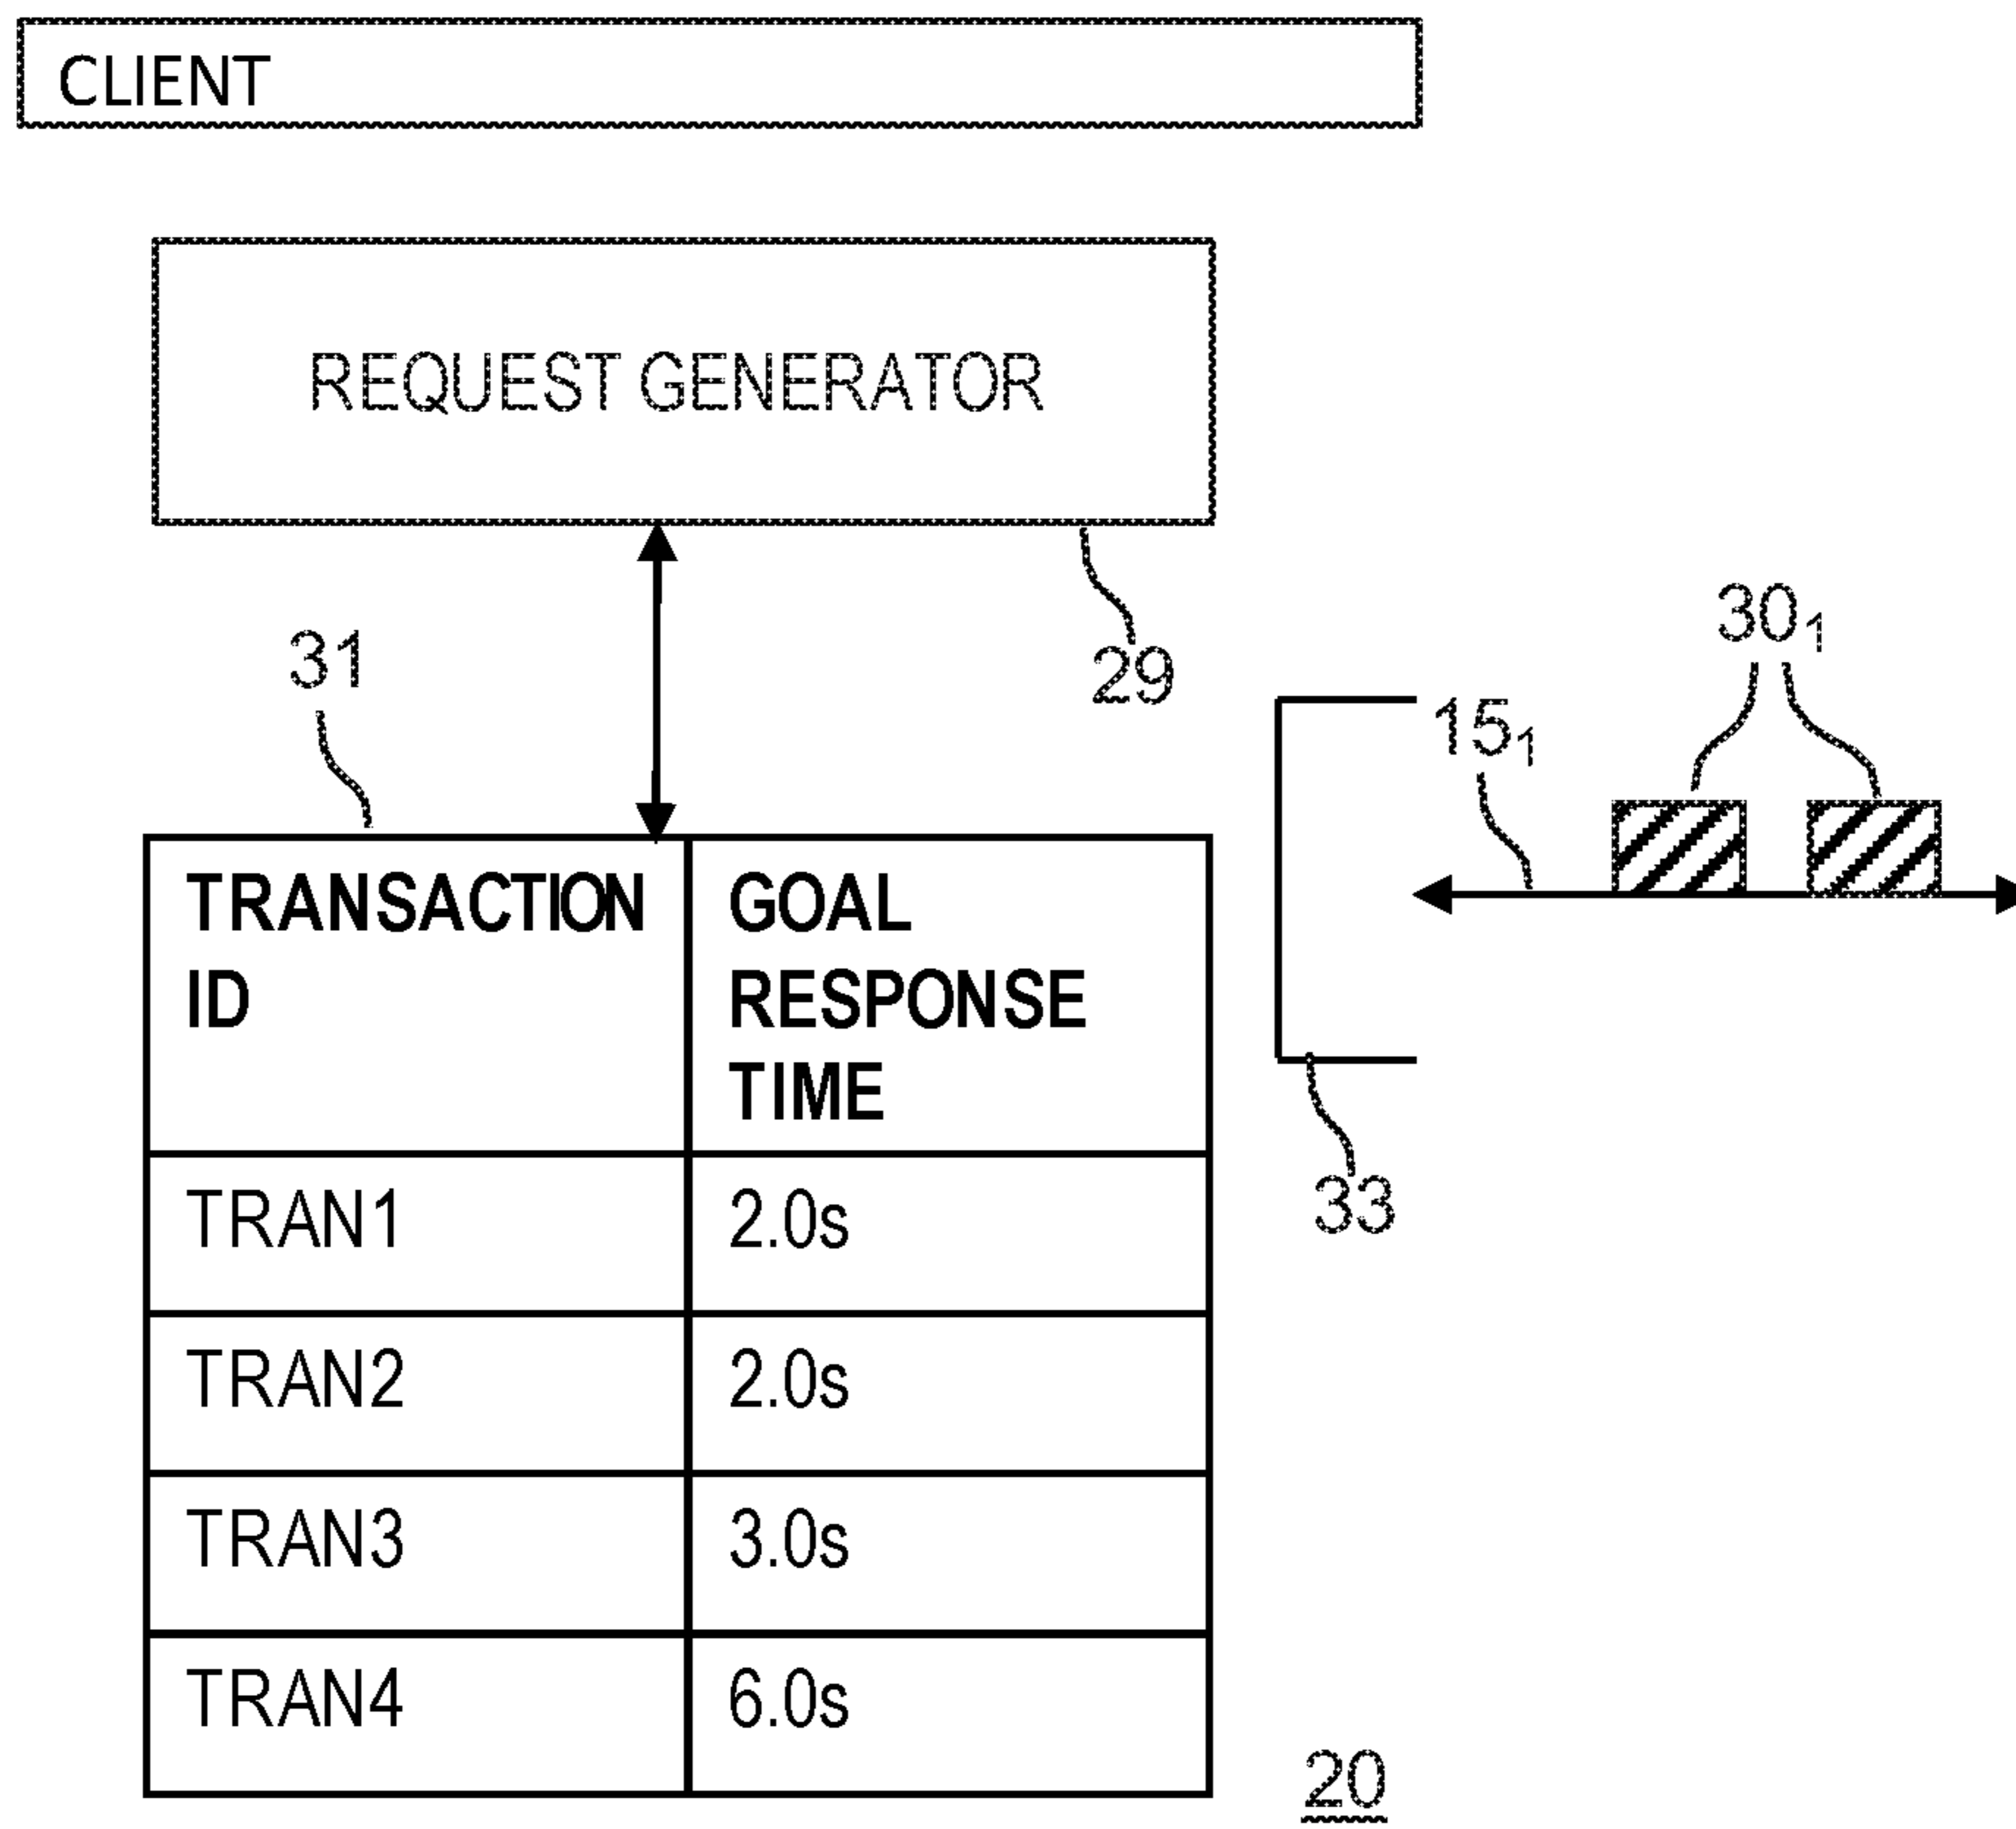 CLIENT
REQUEST GENERATOR
29
31
30₁
15₁
33
TRANSACTION ID
GOAL RESPONSE TIME
TRAN1 2.0s
TRAN2 2.0s
TRAN3 3.0s
TRAN4 6.0s
20